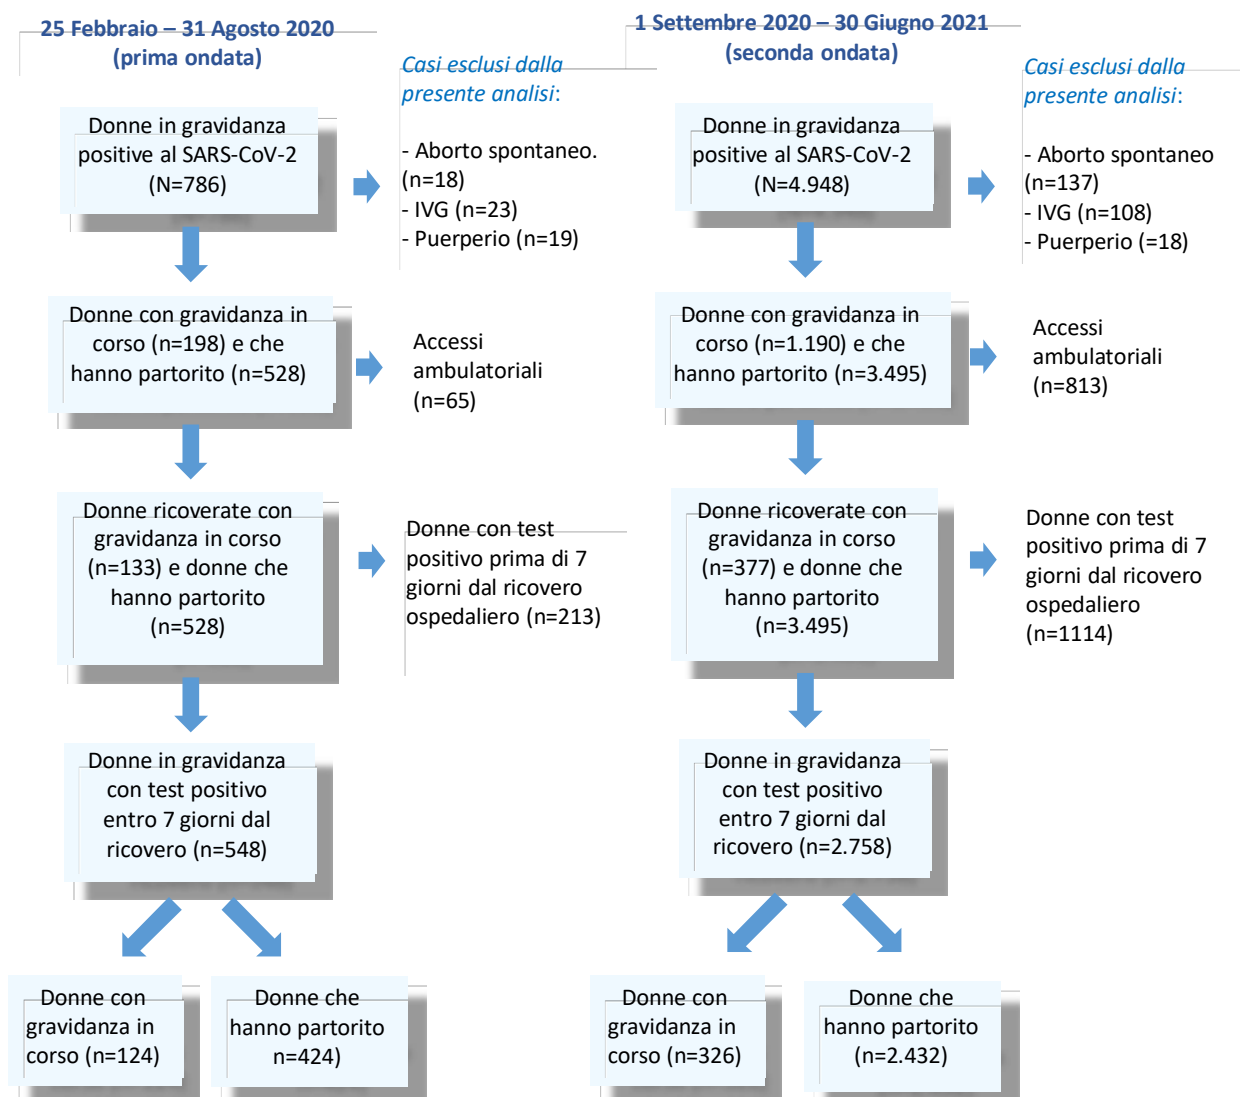 25 Febbraio – 31 Agosto 2020
(prima ondata)
Casi esclusi dalla
presente analisi:
Donne in gravidanza
positive al SARS-CoV-2
(N=786)
- Aborto spontaneo.
(n=18)
- IVG (n=23)
- Puerperio (n=19)
Donne con gravidanza in
corso (n=198) e che
hanno partorito (n=528)
Accessi
ambulatoriali
(n=65)
Donne ricoverate con
gravidanza in corso
(n=133) e donne che
hanno partorito
(n=528)
Donne con test
positivo prima di 7
giorni dal ricovero
ospedaliero (n=213)
Donne in gravidanza
con test positivo
entro 7 giorni dal
ricovero (n=548)
Donne con
gravidanza in
corso (n=124)
Donne che
hanno partorito
n=424)
1 Settembre 2020 – 30 Giugno 2021
(seconda ondata)
Casi esclusi dalla
presente analisi:
Donne in gravidanza
positive al SARS-CoV-2
(N=4.948)
- Aborto spontaneo
(n=137)
- IVG (n=108)
- Puerperio (=18)
Donne con gravidanza in
corso (n=1.190) e che
hanno partorito (n=3.495)
Accessi
ambulatoriali
(n=813)
Donne ricoverate con
gravidanza in corso
(n=377) e donne che
hanno partorito
(n=3.495)
Donne con test
positivo prima di 7
giorni dal ricovero
ospedaliero
(n=1114)
Donne in gravidanza
con test positivo
entro 7 giorni dal
ricovero (n=2.758)
Donne con
gravidanza in
corso (n=326)
Donne che
hanno partorito
(n=2.432)